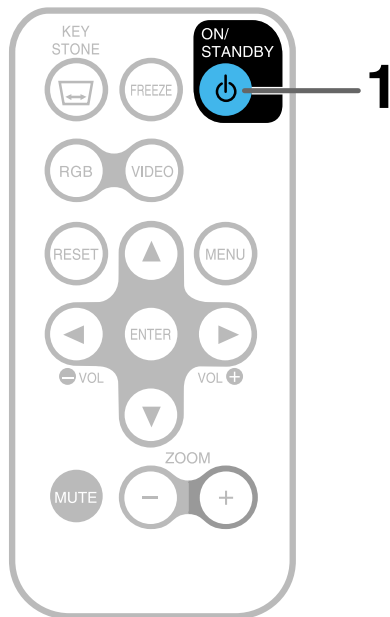 KEY
STONE
ON/
STANDBY
FREEZE
1
RGB
VIDEO
RESET
MENU
ENTER
- VOL
VOL +
ZOOM
MUTE
- +